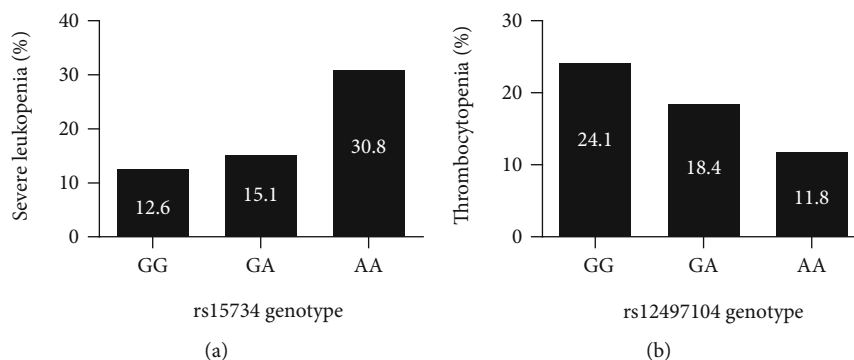 Severe leukopenia (%)
40
30
20
10
0
12.6
15.1
30.8
GG
GA
AA
rs15734 genotype
(a)
Thrombocytopenia (%)
30
20
10
0
24.1
18.4
11.8
GG
GA
AA
rs12497104 genotype
(b)